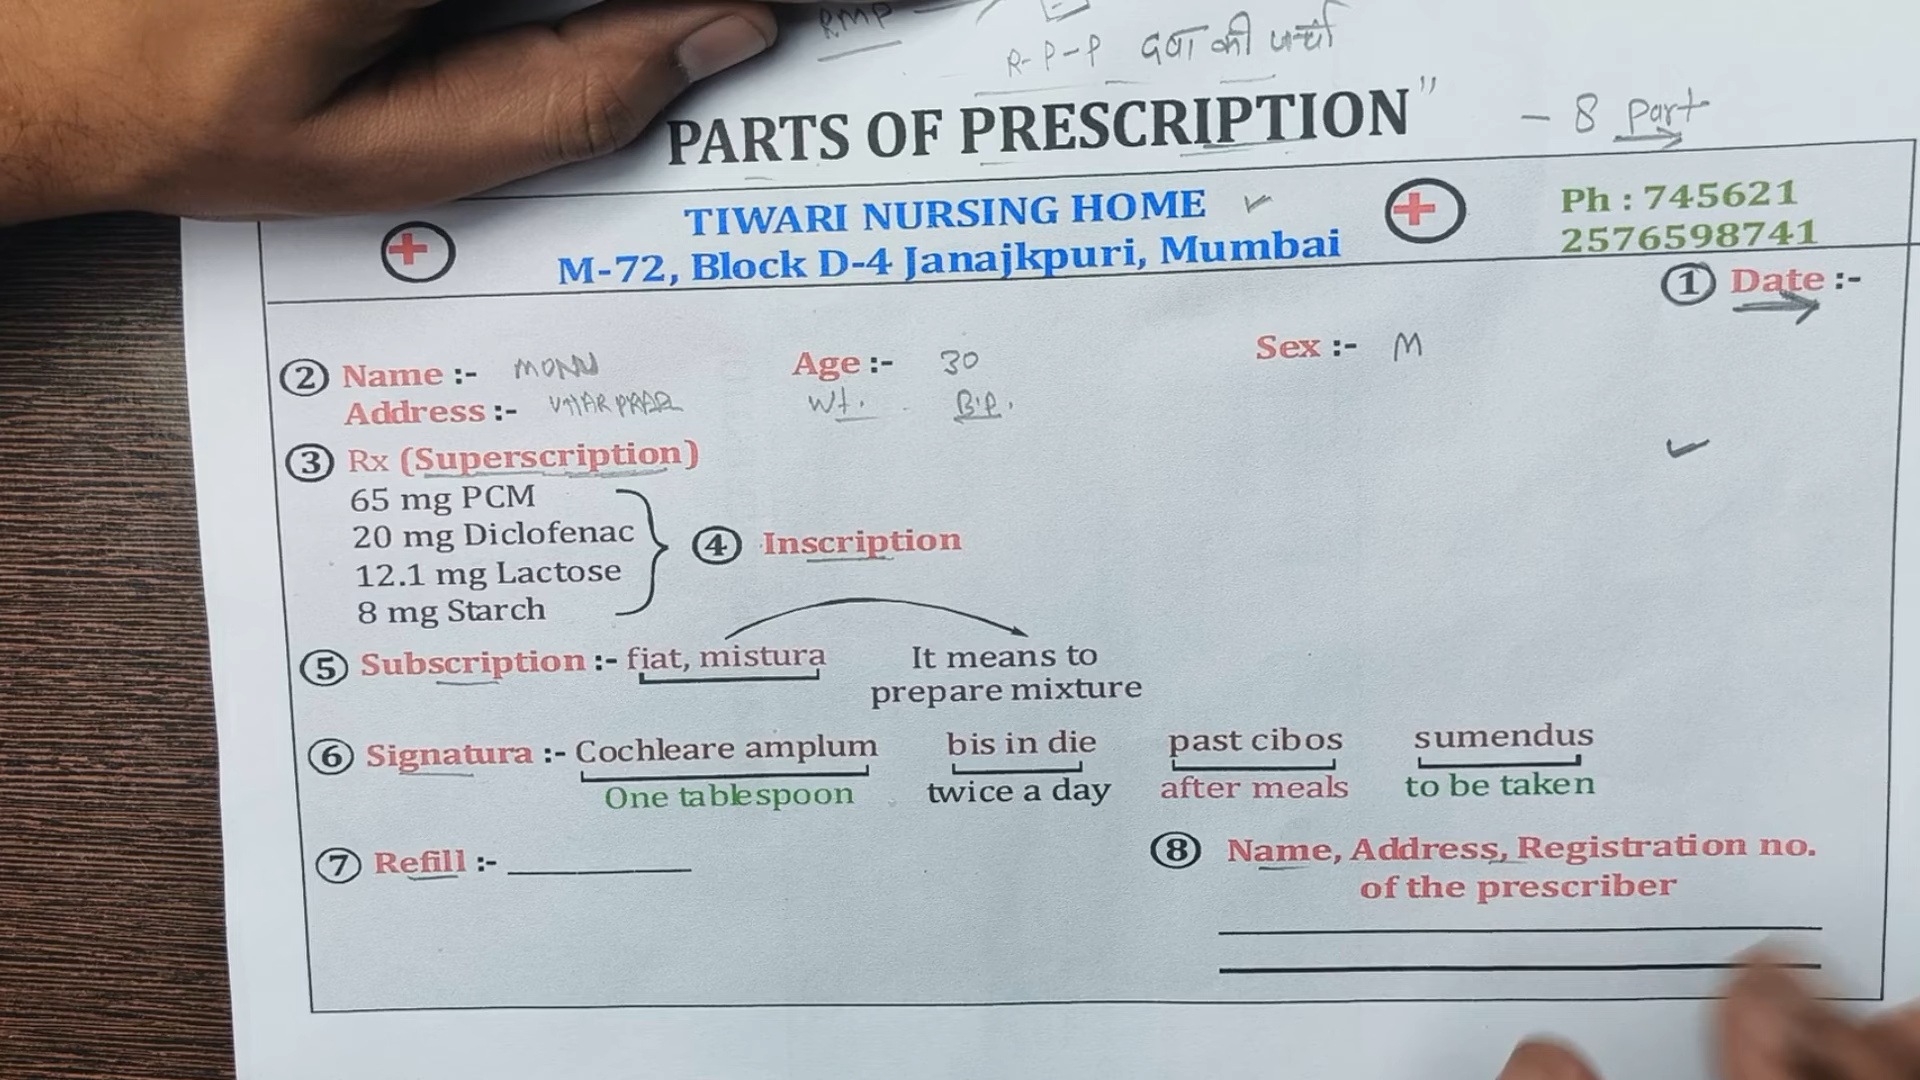 RMP
R-P-P दवा की पर्ची
PARTS OF PRESCRIPTION" - 8 Part
TIWARI NURSING HOME
M-72, Block D-4 Janajkpuri, Mumbai
Ph : 745621
2576598741
① Date :-
② Name :- MONU Age :- 30 Sex :- M
Address :- Wt. B.P.
③ Rx (Superscription)
65 mg PCM
20 mg Diclofenac
12.1 mg Lactose
8 mg Starch
④ Inscription
⑤ Subscription :- fiat, mistura It means to
prepare mixture
⑥ Signatura :- Cochleare amplum bis in die past cibos sumendus
One tablespoon twice a day after meals to be taken
⑦ Refill :-
⑧ Name, Address, Registration no.
of the prescriber